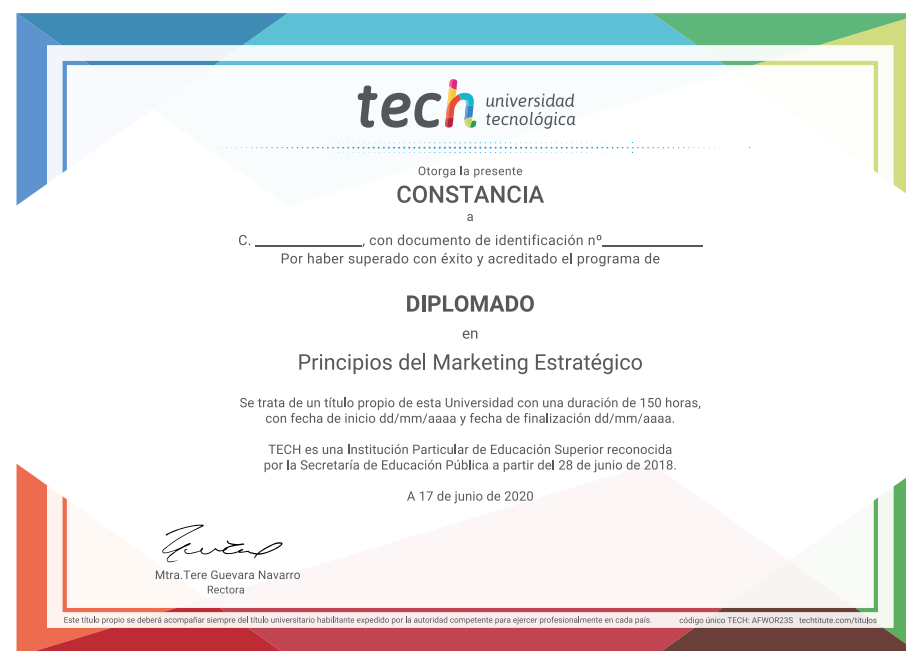 tech universidad
tecnológica
Otorga la presente
CONSTANCIA
a
C. ____________, con documento de identificación nº____________
Por haber superado con éxito y acreditado el programa de
DIPLOMADO
en
Principios del Marketing Estratégico
Se trata de un título propio de esta Universidad con una duración de 150 horas,
con fecha de inicio dd/mm/aaaa y fecha de finalización dd/mm/aaaa.
TECH es una Institución Particular de Educación Superior reconocida
por la Secretaría de Educación Pública a partir del 28 de junio de 2018.
A 17 de junio de 2020
Mtra.Tere Guevara Navarro
Rectora
Este título propio se deberá acompañar siempre del título universitario habilitante expedido por la autoridad competente para ejercer profesionalmente en cada país. código único TECH: AFWOR23S techtitute.com/titulos